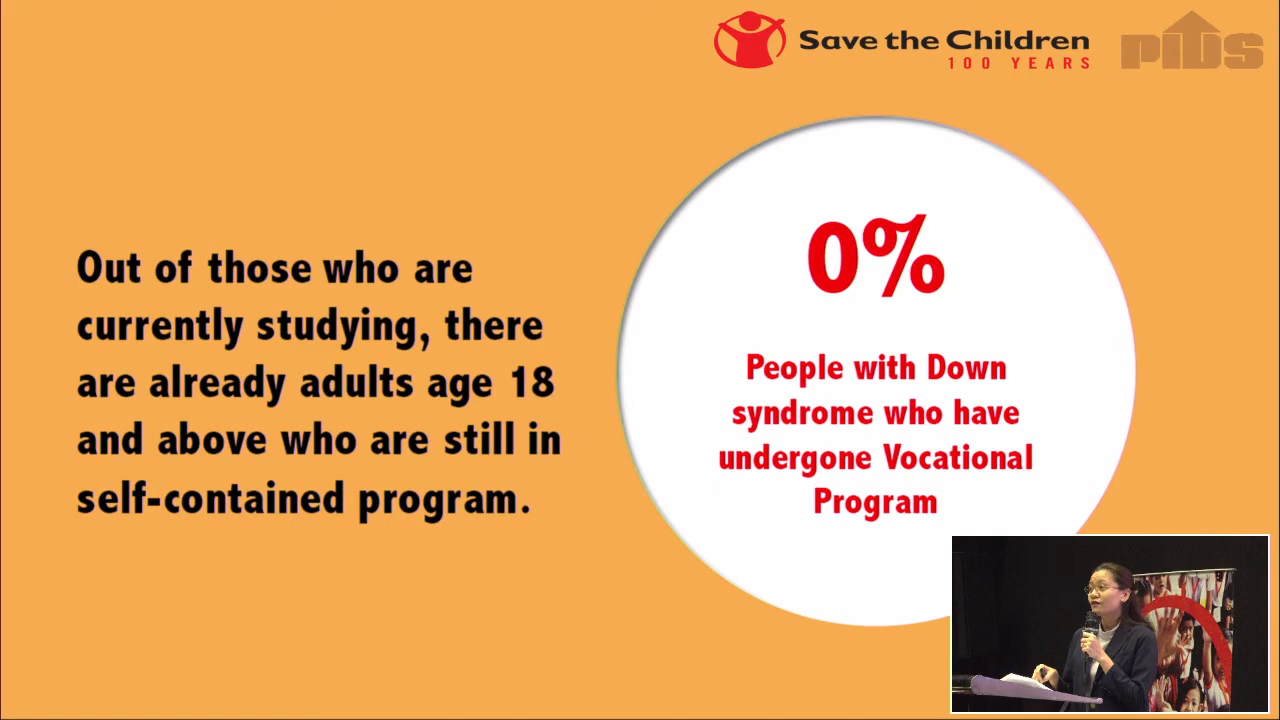 Save the Children
100 YEARS
PIDS
Out of those who are
currently studying, there
are already adults age 18
and above who are still in
self-contained program.
0%
People with Down
syndrome who have
undergone Vocational
Program